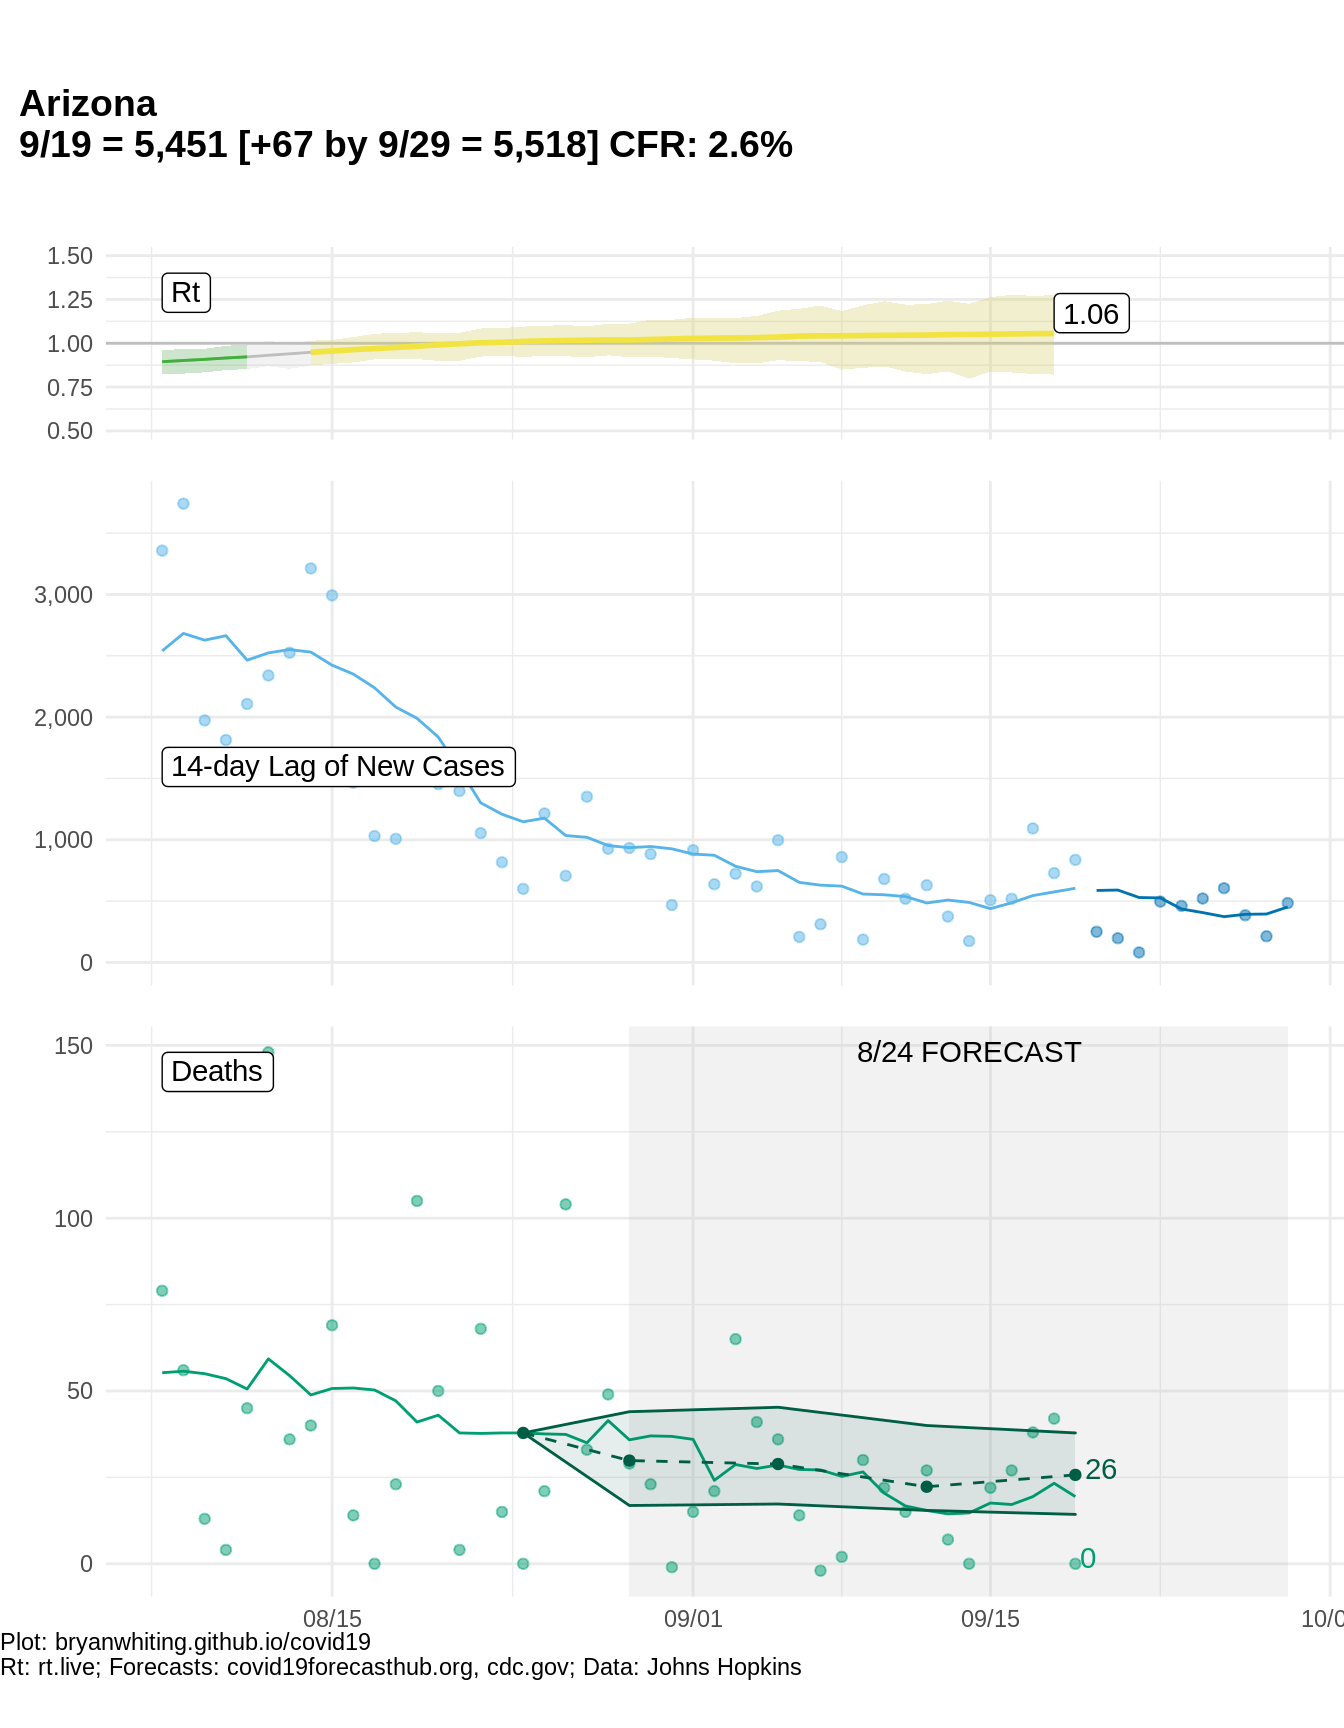 Arizona
9/19 = 5,451 [+67 by 9/29 = 5,518] CFR: 2.6%
1.50
1.25
1.00
0.75
0.50
Rt
1.06
3,000
2,000
1,000
0
14-day Lag of New Cases
150
100
50
0
Deaths
8/24 FORECAST
26
0
08/15
09/01
09/15
10/0
Plot: bryanwhiting.github.io/covid19
Rt: rt.live; Forecasts: covid19forecasthub.org, cdc.gov; Data: Johns Hopkins